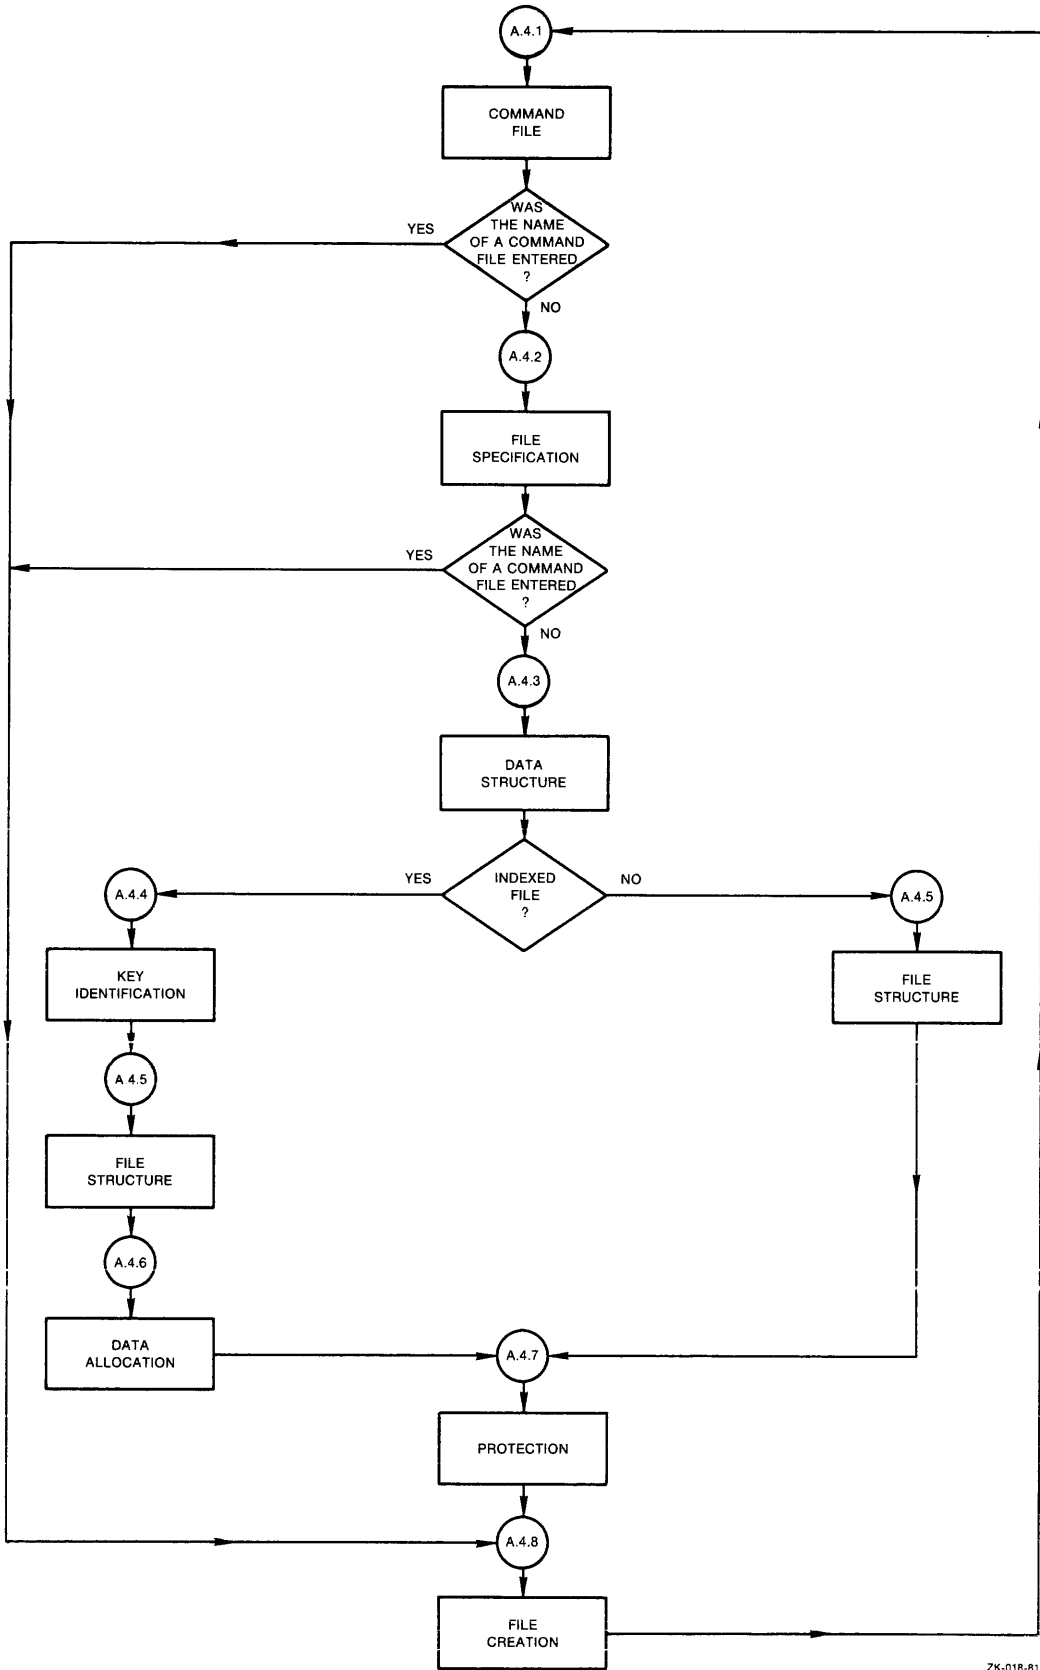 A.4.1
COMMAND
FILE
WAS
THE NAME
OF A COMMAND
FILE ENTERED
?
YES
NO
A.4.2
FILE
SPECIFICATION
WAS
THE NAME
OF A COMMAND
FILE ENTERED
?
YES
NO
A.4.3
DATA
STRUCTURE
INDEXED
FILE
?
YES
NO
A.4.4
A.4.5
KEY
IDENTIFICATION
FILE
STRUCTURE
A 4.5
FILE
STRUCTURE
A.4.6
DATA
ALLOCATION
A.4.7
PROTECTION
A.4.8
FILE
CREATION
ZK-018-81